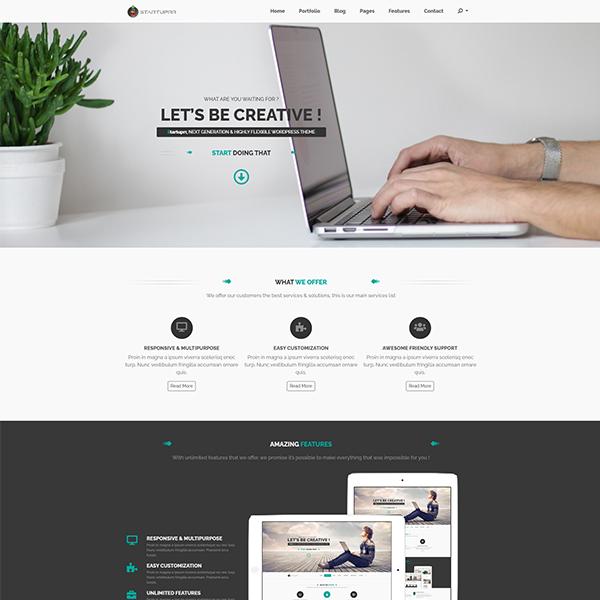 STARTUPRR
Home Portfolio Blog Pages Features Contact
WHAT ARE YOU WAITING FOR ?
LET'S BE CREATIVE !
Startuprr, NEXT GENERATION & HIGHLY FLEXIBLE WORDPRESS THEME
START DOING THAT
WHAT WE OFFER
We offer our customers the best services & solutions, this is our main services list
RESPONSIVE & MULTIPURPOSE
Proin in magna a ipsum viverra scelerisq enec
turp. Nunc vestibulum fringilla accumsan ornare
quis.
Read More
EASY CUSTOMIZATION
Proin in magna a ipsum viverra scelerisq enec
turp. Nunc vestibulum fringilla accumsan ornare
quis.
Read More
AWESOME FRIENDLY SUPPORT
Proin in magna a ipsum viverra scelerisq enec
turp. Nunc vestibulum fringilla accumsan ornare
quis.
Read More
AMAZING FEATURES
With unlimited features that we offer, we promise it's possible to make everything that was impossible for you !
RESPONSIVE & MULTIPURPOSE
EASY CUSTOMIZATION
UNLIMITED FEATURES
LET'S BE CREATIVE !
LET'S BE CREATIVE !